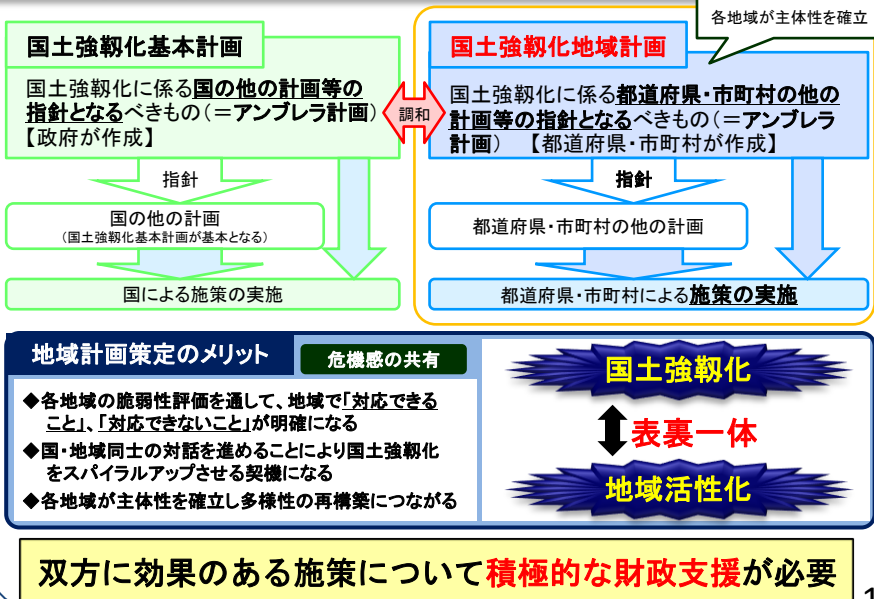 各地域が主体性を確立
国土強靱化基本計画
国土強靱化に係る国の他の計画等の
指針となるべきもの(=アンブレラ計画)
【政府が作成】
調和
国土強靱化地域計画
国土強靱化に係る都道府県・市町村の他の
計画等の指針となるべきもの(=アンブレラ
計画) 【都道府県・市町村が作成】
指針
国の他の計画
(国土強靱化基本計画が基本となる)
国による施策の実施
指針
都道府県・市町村の他の計画
都道府県・市町村による施策の実施
地域計画策定のメリット
危機感の共有
◆各地域の脆弱性評価を通して、地域で「対応できる
こと」、「対応できないこと」が明確になる
◆国・地域同士の対話を進めることにより国土強靱化
をスパイラルアップさせる契機になる
◆各地域が主体性を確立し多様性の再構築につながる
国土強靱化
表裏一体
地域活性化
双方に効果のある施策について積極的な財政支援が必要
1